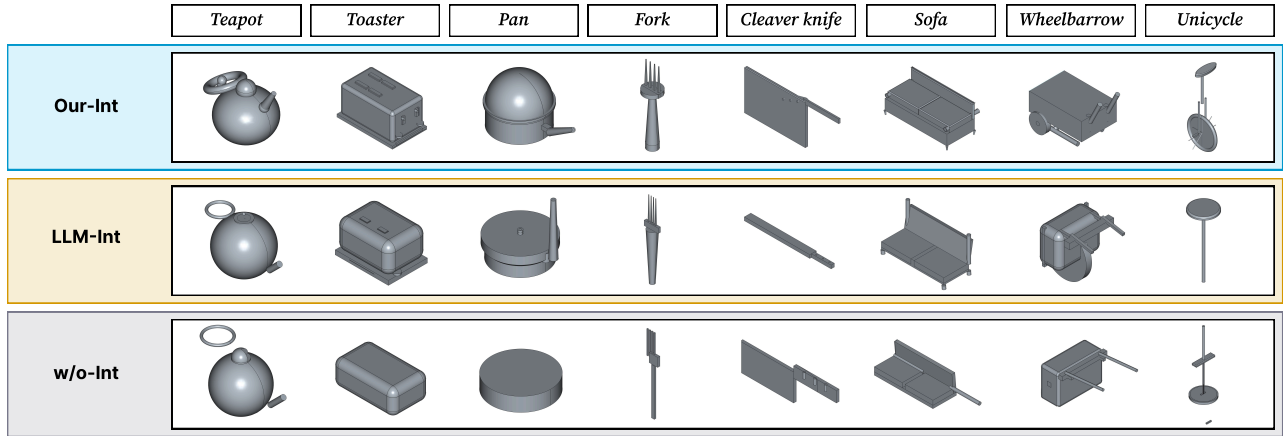 Teapot
Toaster
Pan
Fork
Cleaver knife
Sofa
Wheelbarrow
Unicycle
Our-Int
LLM-Int
w/o-Int